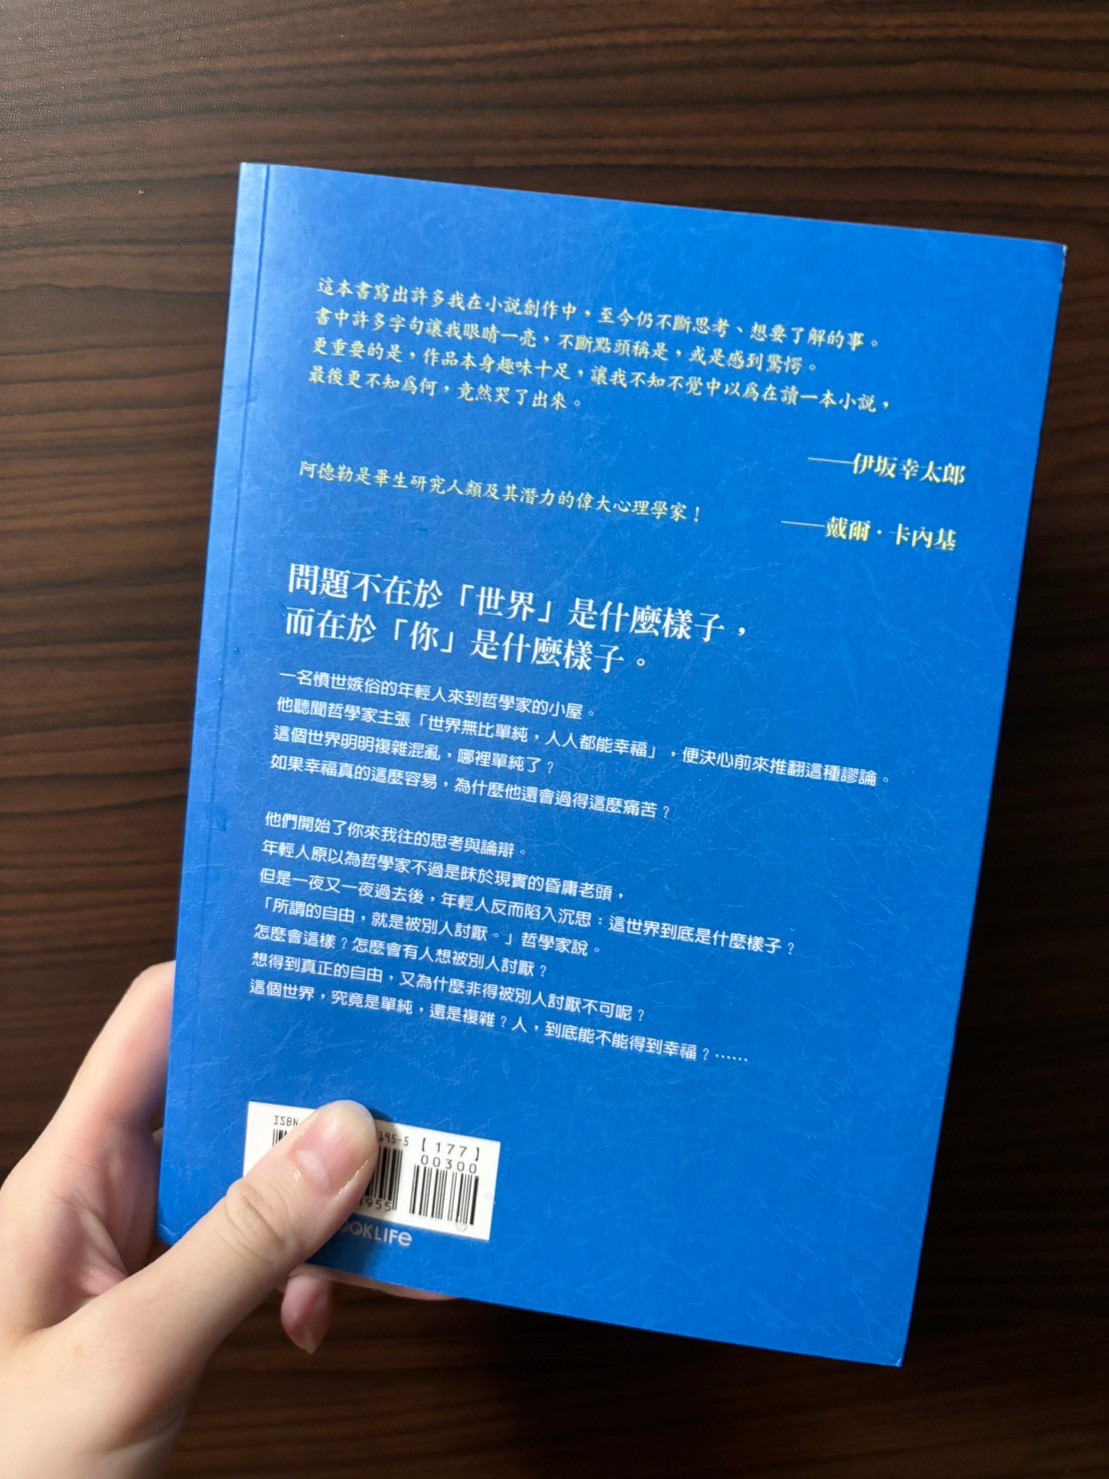 這本書寫出許多我在小說創作中，至今仍不斷思考、想要了解的事。
書中許多字句讓我眼睛一亮，不斷點頭稱是，或是感到驚愕。
更重要的是，作品本身趣味十足，讓我不知不覺中以為在讀一本小說，
最後更不知為何，竟然哭了出來。
——伊坂幸太郎
阿德勒是畢生研究人類及其潛力的偉大心理學家！
——戴爾·卡內基
問題不在於「世界」是什麼樣子，
而在於「你」是什麼樣子。
一名憤世嫉俗的年輕人來到哲學家的小屋。
他聽聞哲學家主張「世界無比單純，人人都能幸福」，便決心前來推翻這種謬論。
這個世界明明複雜混亂，哪裡單純了？
如果幸福真的這麼容易，為什麼他還會過得這麼痛苦？
他們開始了你來我往的思考與論辯。
年輕人原以為哲學家不過是昧於現實的昏庸老頭，
但是一夜又一夜過去後，年輕人反而陷入沉思：這世界到底是什麼樣子？
「所謂的自由，就是被別人討厭。」哲學家說。
怎麼會這樣？怎麼會有人想被別人討厭？
想得到真正的自由，又為什麼非得被別人討厭不可呢？
這個世界，究竟是單純，還是複雜？人，到底能不能得到幸福？……
ISBN
195-5【177】
00300
955
OOKLIFe